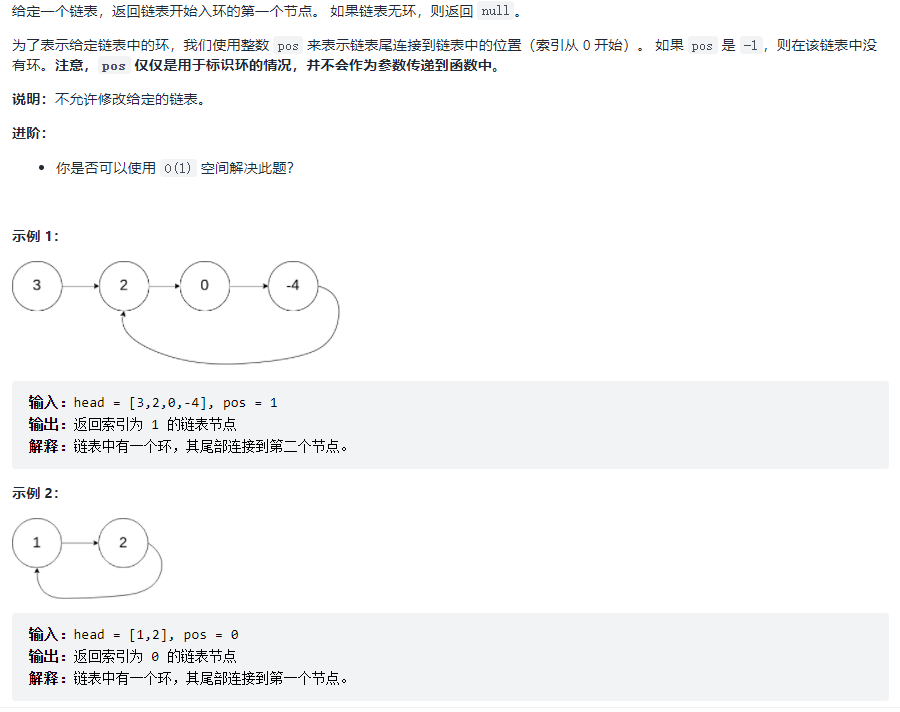 给定一个链表，返回链表开始入环的第一个节点。 如果链表无环，则返回 null 。
为了表示给定链表中的环，我们使用整数 pos 来表示链表尾连接到链表中的位置（索引从 0 开始）。 如果 pos 是 -1 ，则在该链表中没
有环。注意， pos 仅仅是用于标识环的情况，并不会作为参数传递到函数中。
说明：不允许修改给定的链表。
进阶：
• 你是否可以使用 O(1) 空间解决此题？
示例 1：
3 2 0 -4
输入：head = [3,2,0,-4], pos = 1
输出：返回索引为 1 的链表节点
解释：链表中有一个环，其尾部连接到第二个节点。
示例 2：
1 2
输入：head = [1,2], pos = 0
输出：返回索引为 0 的链表节点
解释：链表中有一个环，其尾部连接到第一个节点。